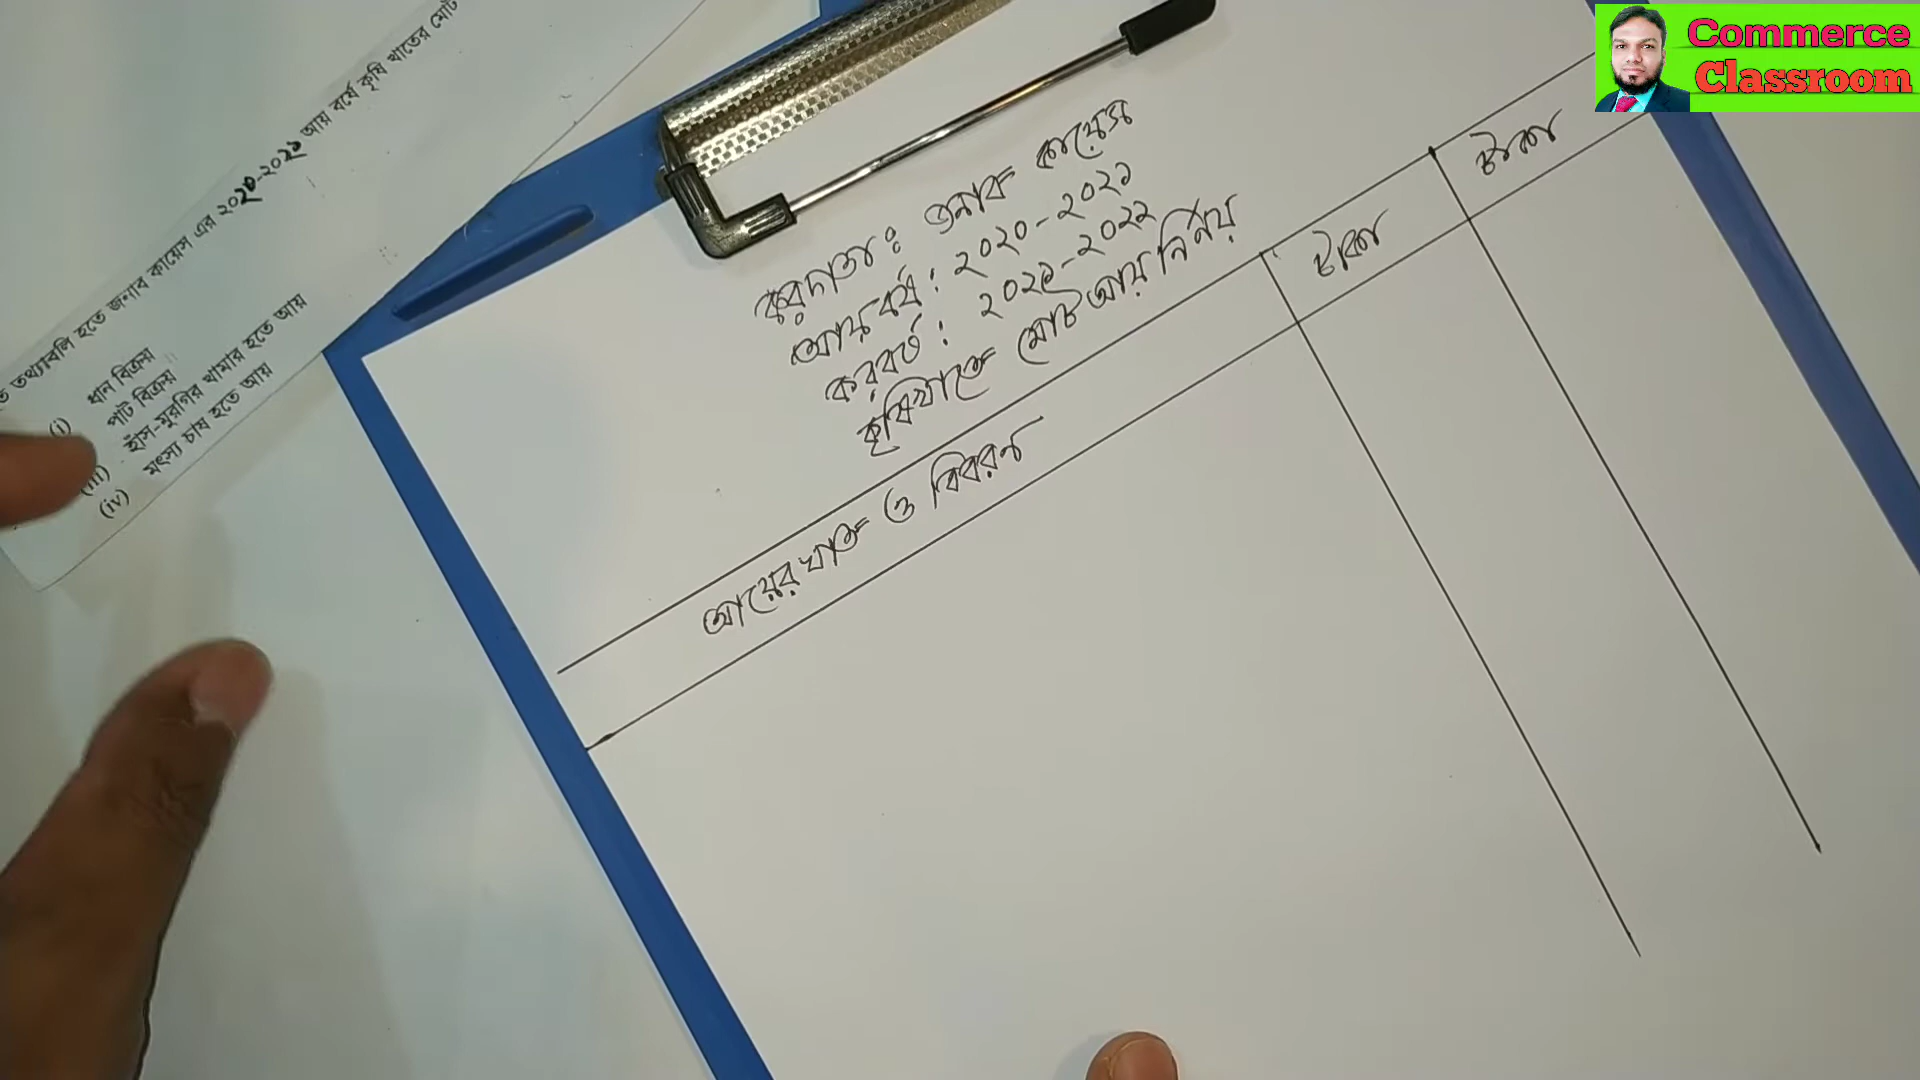 তথ্যাবলি হতে জনাব কায়েস এর ২০২০-২০২১ আয় বর্ষে কৃষি খাতের মোট
(i) ধান বিক্রয়
পাট বিক্রয়
(iii) হাঁস-মুরগির খামার হতে আয়
(iv) মৎস্য চাষ হতে আয়
করদাতা : জনাব কায়েস
আয় বর্ষ : ২০২০-২০২১
করবর্ষ : ২০২১-২০২২
কৃষিখাতে মোট আয় নির্ণয়
আয়ের খাত ও বিবরণ টাকা টাকা
Commerce
Classroom